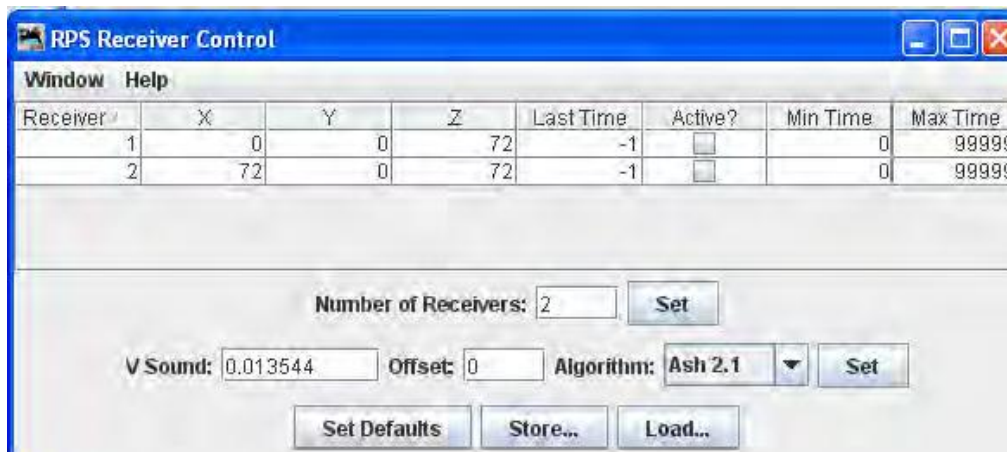 RPS Receiver Control
Window Help
Receiver X Y Z Last Time Active? Min Time Max Time
1 0 0 72 -1 0 9999
2 72 0 72 -1 0 9999
Number of Receivers: 2 Set
V Sound: 0.013544 Offset: 0 Algorithm: Ash 2.1 Set
Set Defaults Store... Load...